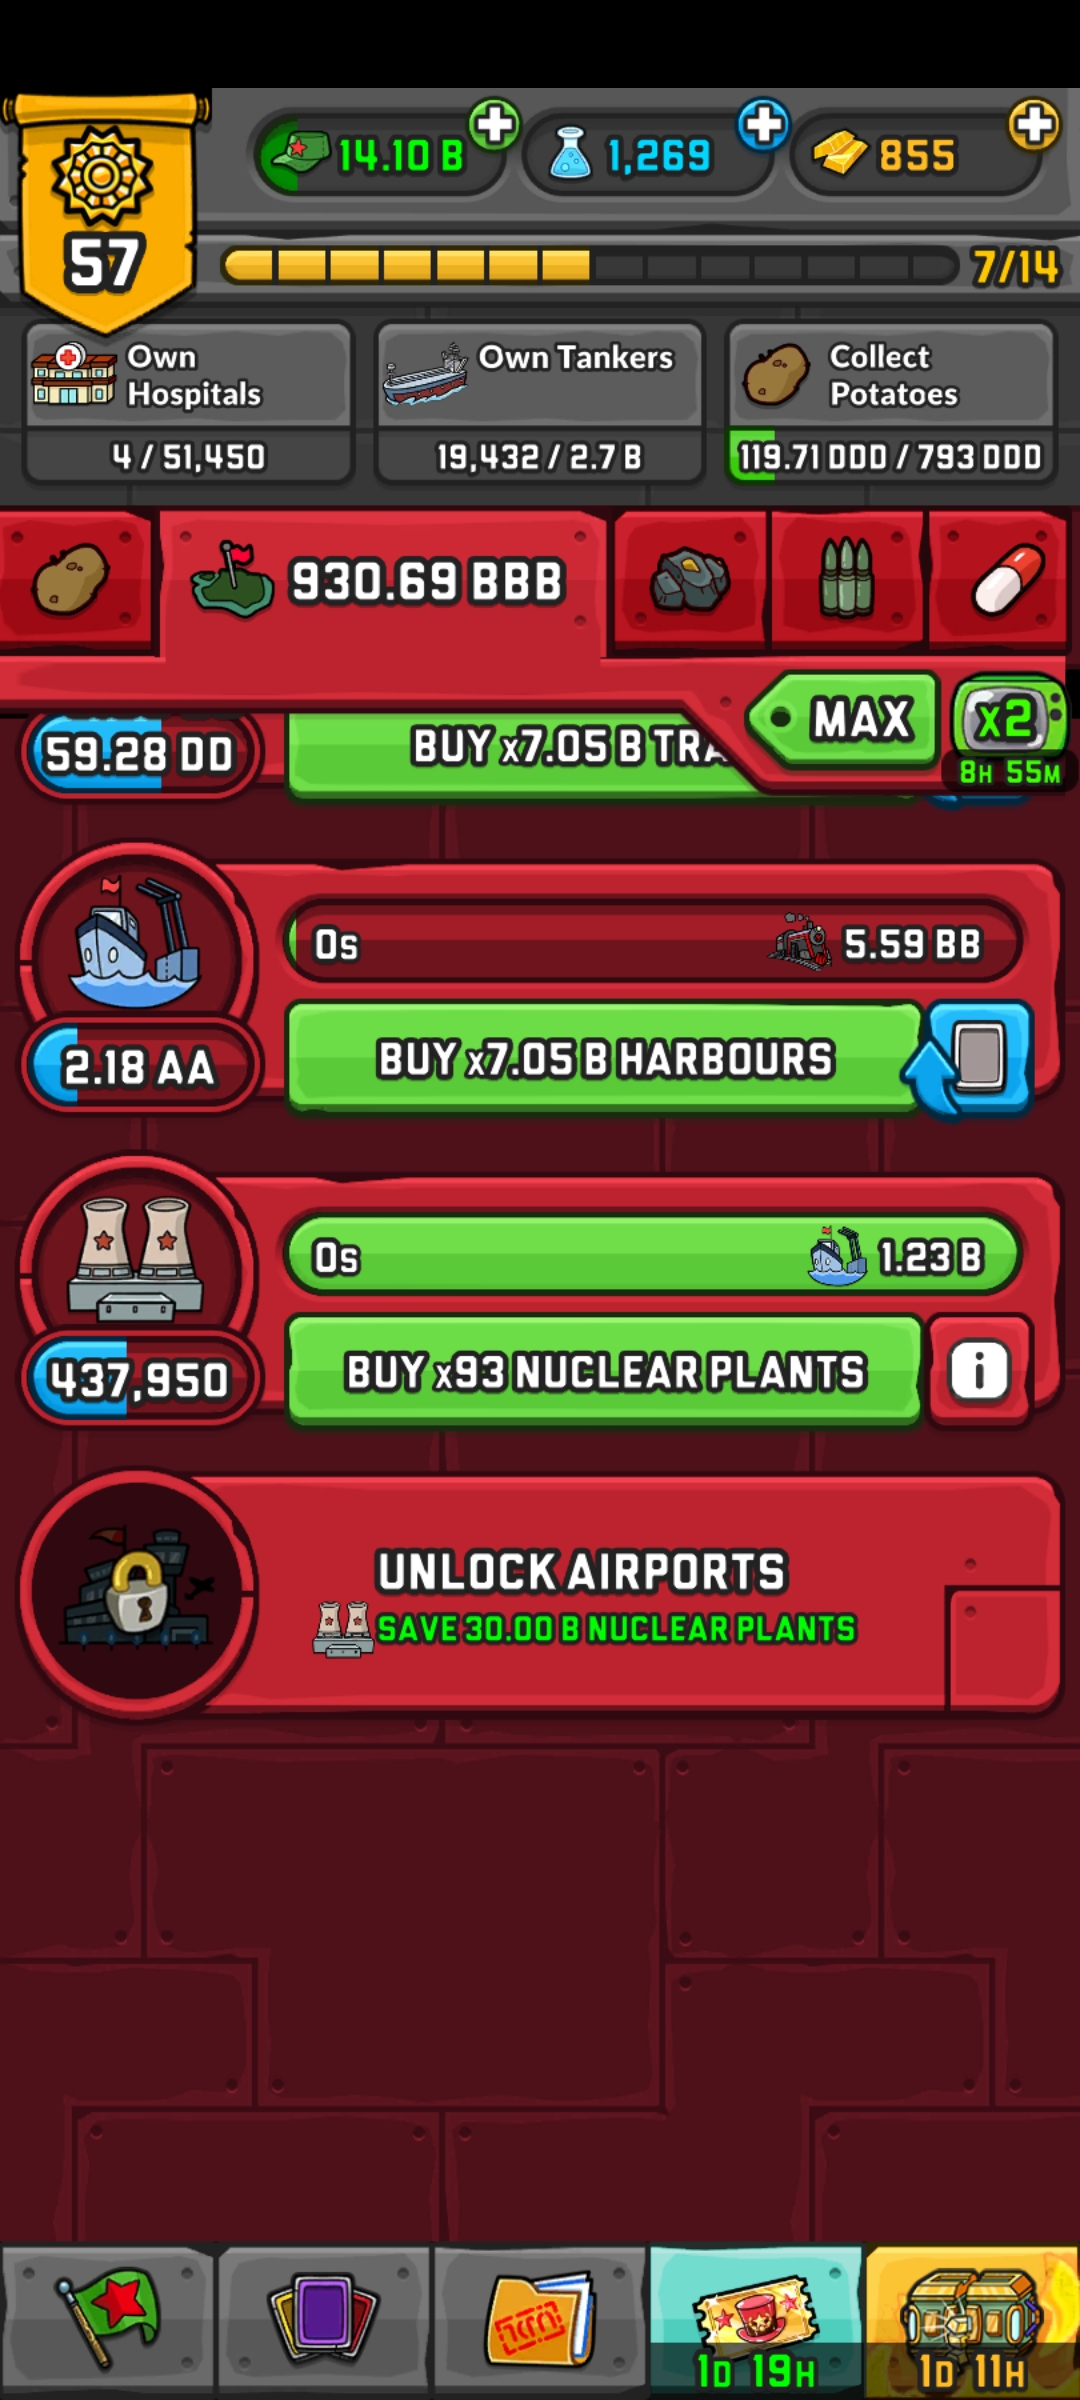 14.10 B
1,269
855
57
7/14
Own Hospitals
4 / 51,450
Own Tankers
19,432 / 2.7 B
Collect Potatoes
119.71 DDD / 793 DDD
930.69 BBB
MAX
x2
8H 55M
59.28 DD
BUY x7.05 B TRA
0s
5.59 BB
2.18 AA
BUY x7.05 B HARBOURS
0s
1.23 B
437,950
BUY x93 NUCLEAR PLANTS
i
UNLOCK AIRPORTS
SAVE 30.00 B NUCLEAR PLANTS
1D 19H
1D 11H